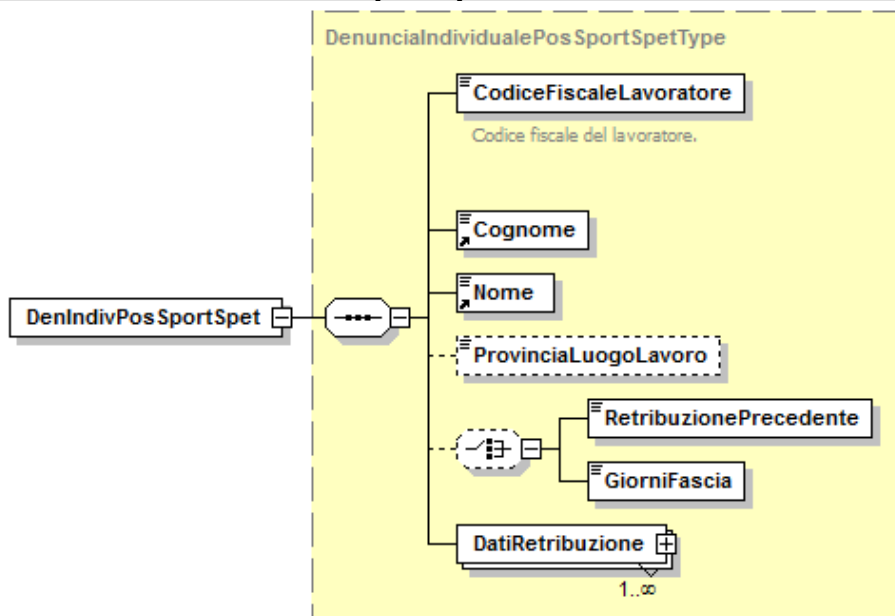 DenunciaIndividualePosSportSpetType
CodiceFiscaleLavoratore
Codice fiscale del lavoratore.
Cognome
Nome
DenIndivPosSportSpet
ProvinciaLuogoLavoro
RetribuzionePrecedente
GiorniFascia
DatiRetribuzione
1..∞